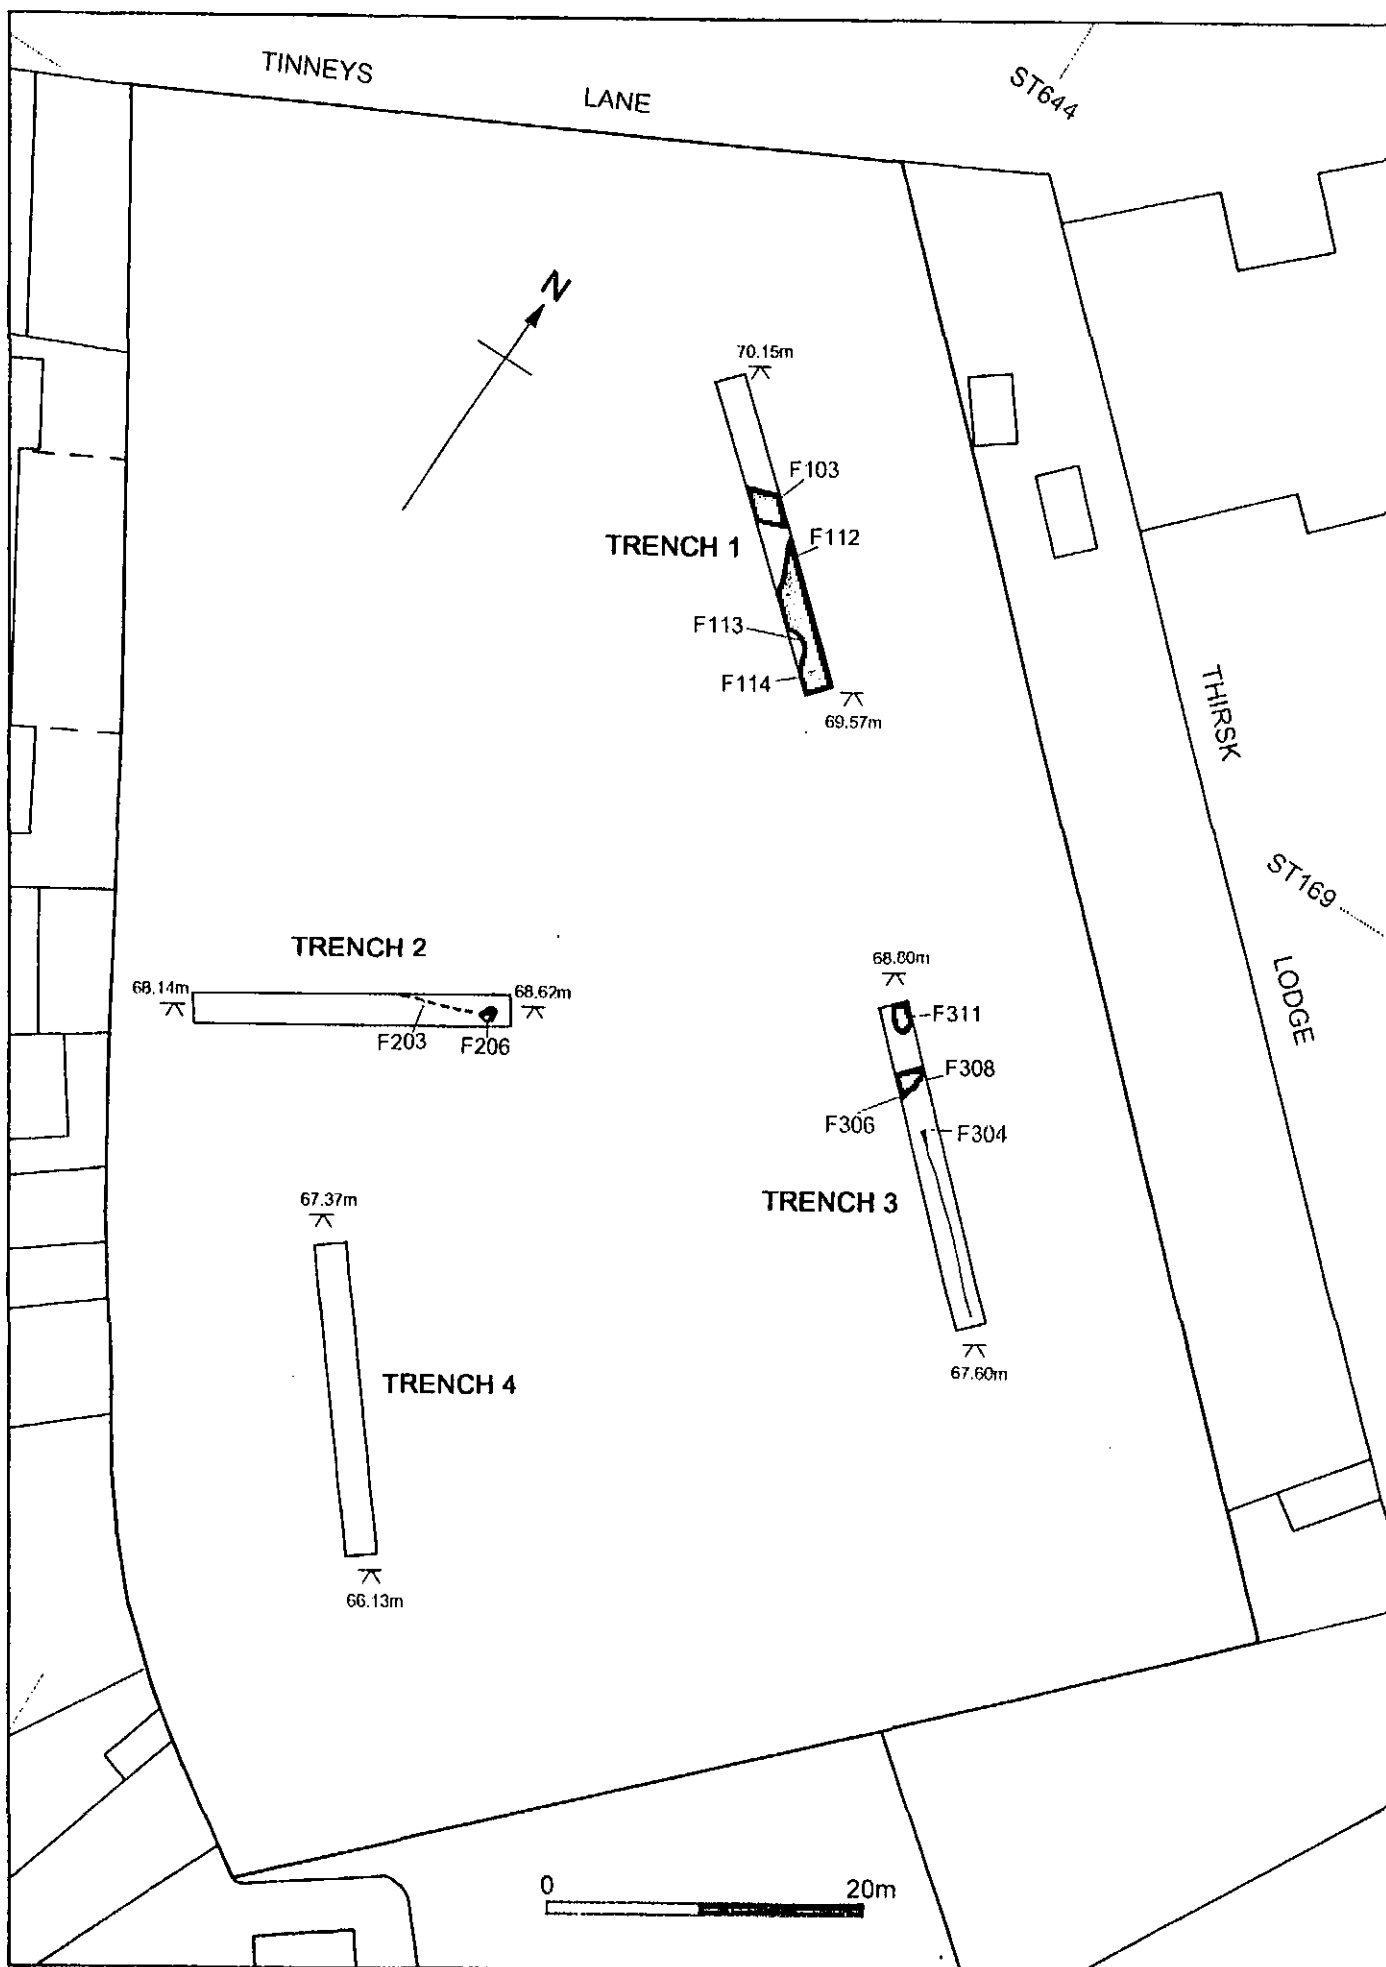 TINNEYS LANE
ST644
N
70.15m
F103
TRENCH 1
F112
F113
F114
69.57m
THIRSK LODGE
ST169
TRENCH 2
68.14m
68.62m
F203
F206
68.80m
F311
F308
F306
F304
TRENCH 3
67.60m
67.37m
TRENCH 4
66.13m
0 20m